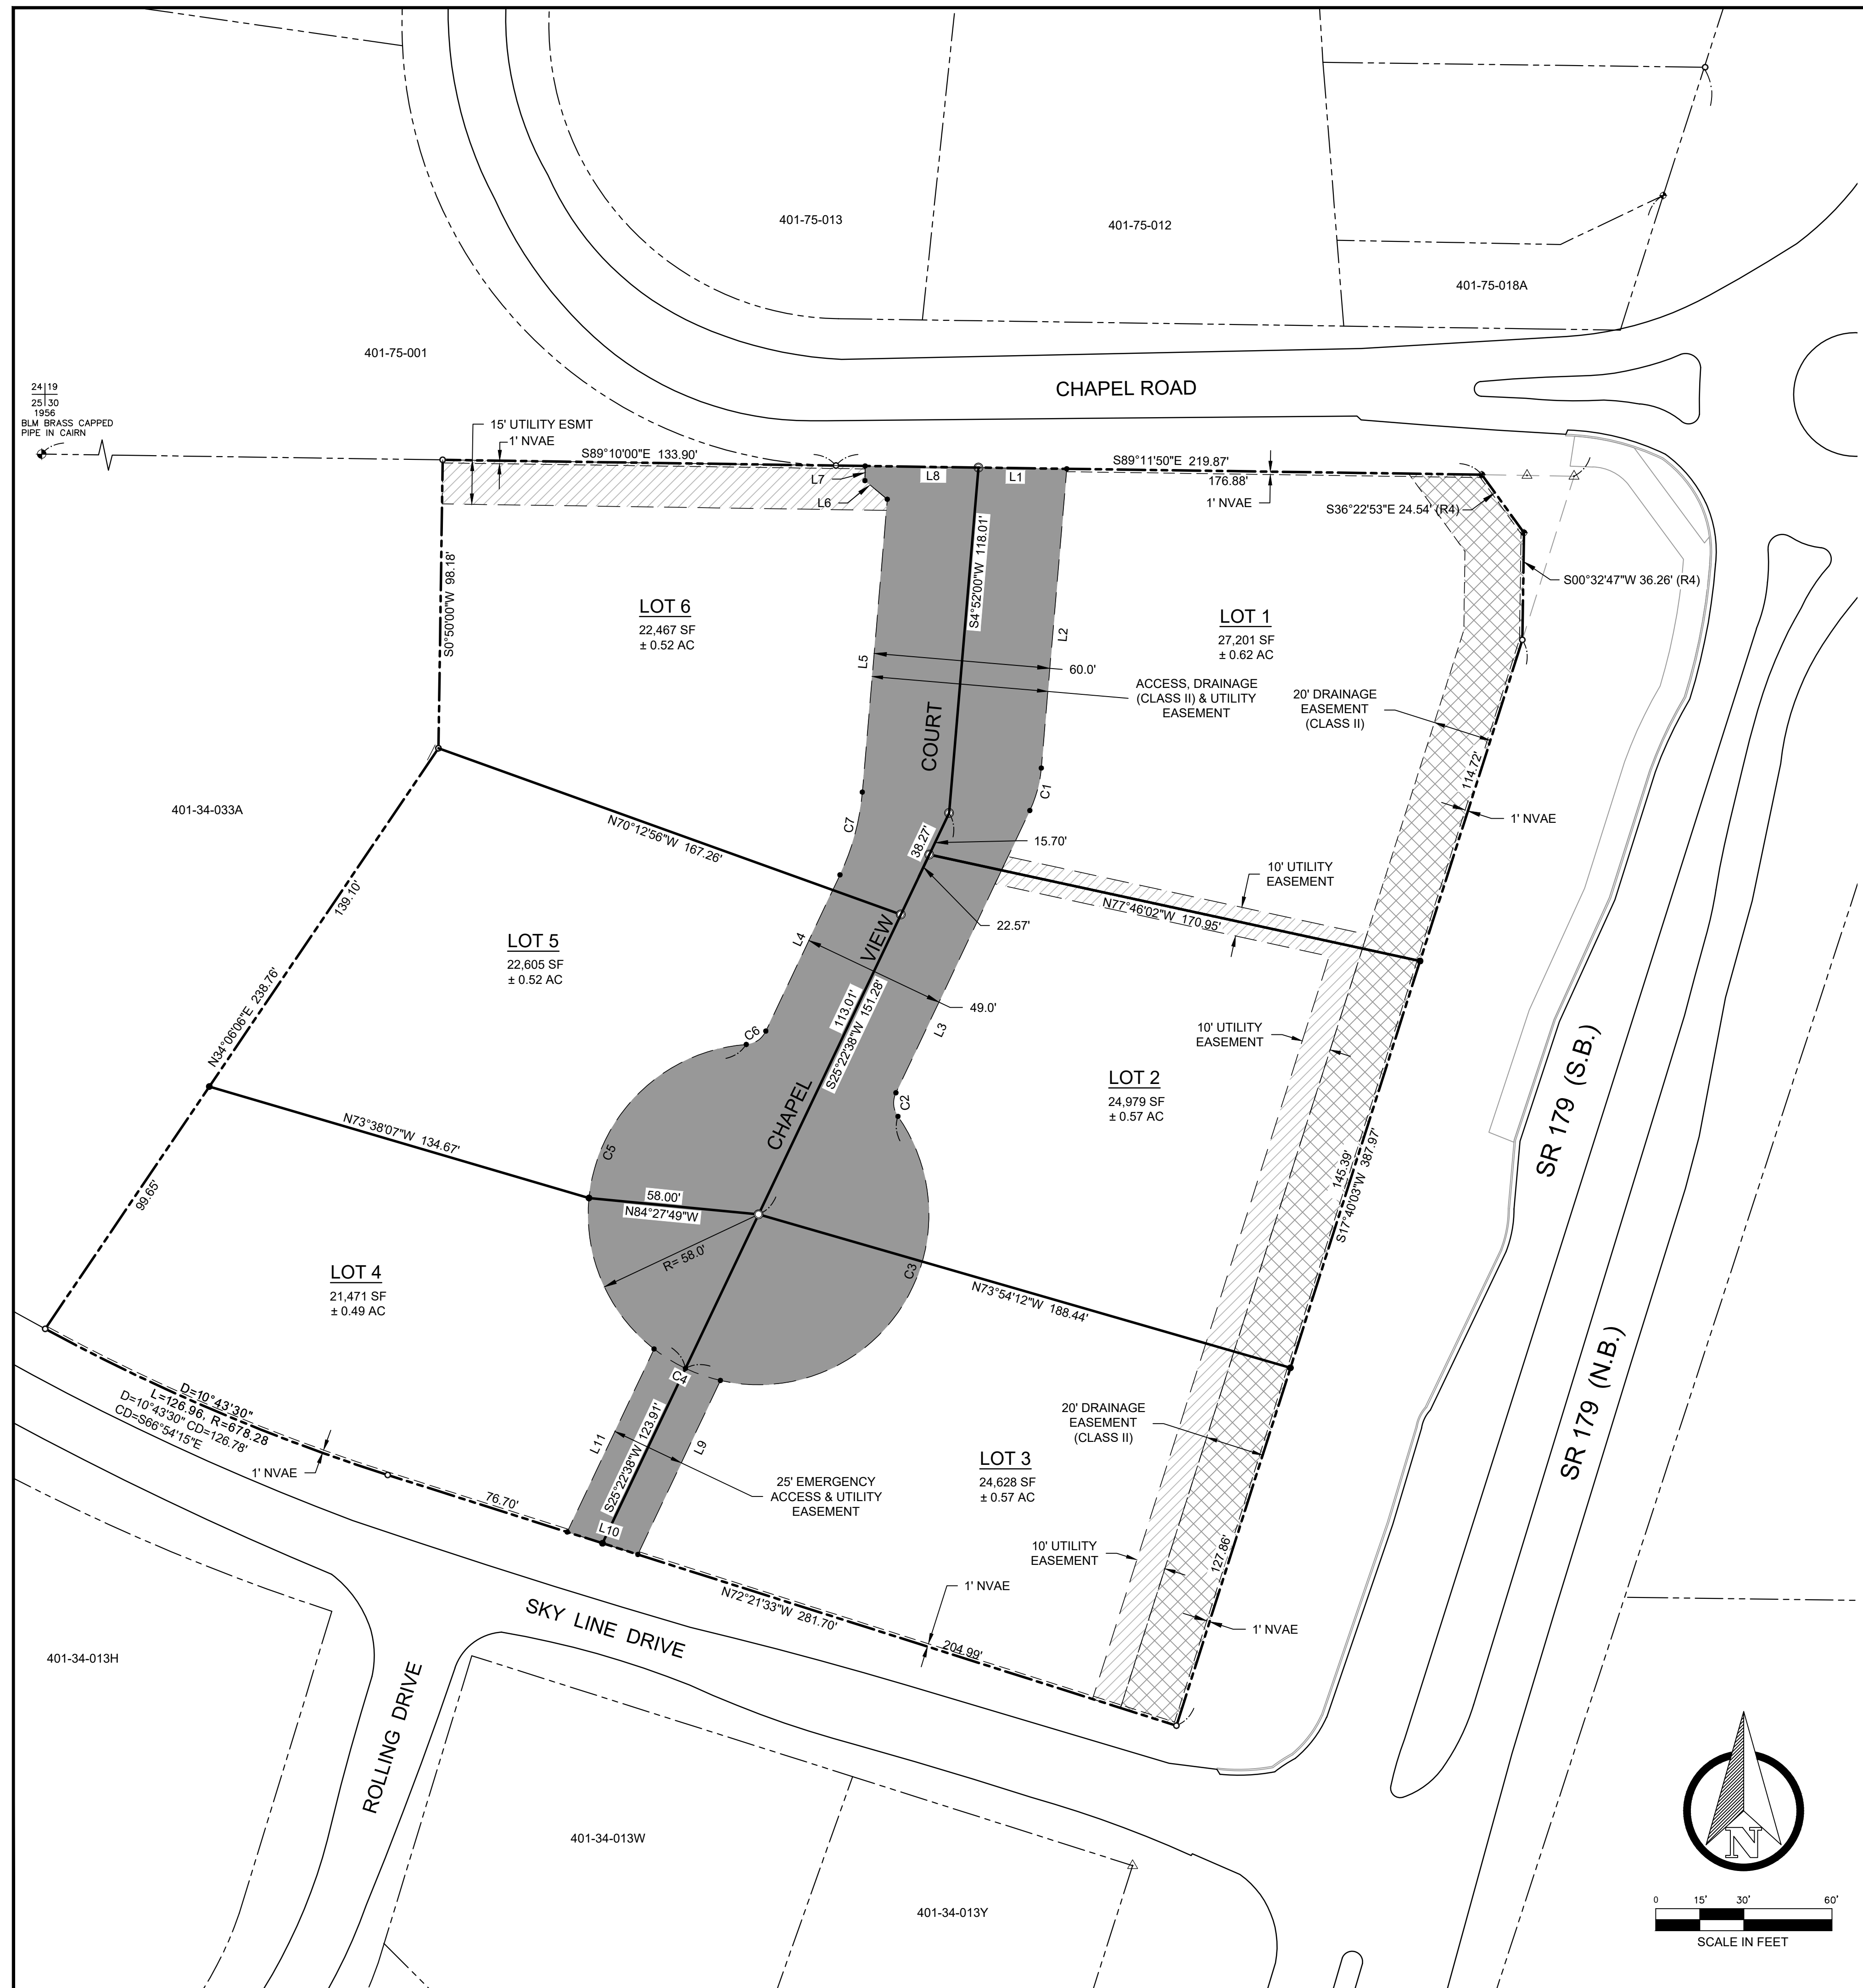 401-75-013
401-75-012
401-75-018A
401-75-001
CHAPEL ROAD
24|19
25|30
1956
BLM BRASS CAPPED
PIPE IN CAIRN
15' UTILITY ESMT
1' NVAE
S89°10'00"E 133.90'
L7
L6
L8
L1
S89°11'50"E 219.87'
176.88'
1' NVAE
S36°22'53"E 24.54' (R4)
S00°32'47"W 36.26' (R4)
S0°50'00"W 98.18'
S4°52'00"W 118.01'
LOT 6
22,467 SF
± 0.52 AC
LOT 1
27,201 SF
± 0.62 AC
L5
L2
60.0'
ACCESS, DRAINAGE
(CLASS II) & UTILITY
EASEMENT
20' DRAINAGE
EASEMENT
(CLASS II)
COURT
114.72'
1' NVAE
401-34-033A
C1
C7
N70°12'56"W 167.26'
38.27'
15.70'
10' UTILITY
EASEMENT
139.10'
N77°46'02"W 170.95'
22.57'
VIEW
LOT 5
22,605 SF
± 0.52 AC
L4
49.0'
113.01'
S25°22'38"W 151.28'
L3
N34°06'06"E 238.76'
C6
10' UTILITY
EASEMENT
LOT 2
24,979 SF
± 0.57 AC
SR 179 (S.B.)
CHAPEL
C2
N73°38'07"W 134.67'
C5
145.39'
S17°40'03"W 387.97'
99.65'
58.00'
N84°27'49"W
R= 58.0'
C3
N73°54'12"W 188.44'
LOT 4
21,471 SF
± 0.49 AC
C4
SR 179 (N.B.)
D=10°43'30"
L=126.96, R=678.28
D=10°43'30" CD=126.78'
CD=S66°54'15"E
1' NVAE
L11
S25°22'38"W 123.91'
L9
20' DRAINAGE
EASEMENT
(CLASS II)
LOT 3
24,628 SF
± 0.57 AC
25' EMERGENCY
ACCESS & UTILITY
EASEMENT
76.70'
L10
10' UTILITY
EASEMENT
127.86'
1' NVAE
N72°21'33"W 281.70'
204.99'
1' NVAE
SKY LINE DRIVE
401-34-013H
ROLLING DRIVE
401-34-013W
401-34-013Y
N
0 15' 30' 60'
SCALE IN FEET